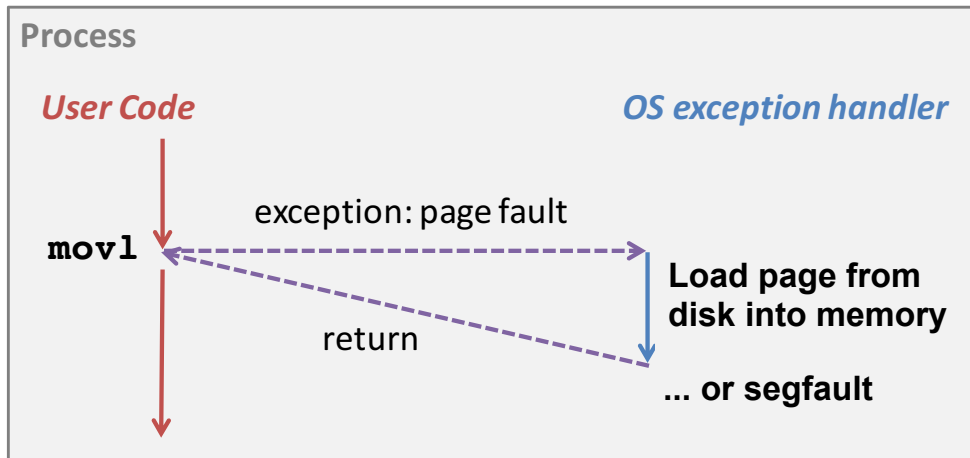 Process
User Code
OS exception handler
exception: page fault
movl
Load page from
disk into memory
return
... or segfault